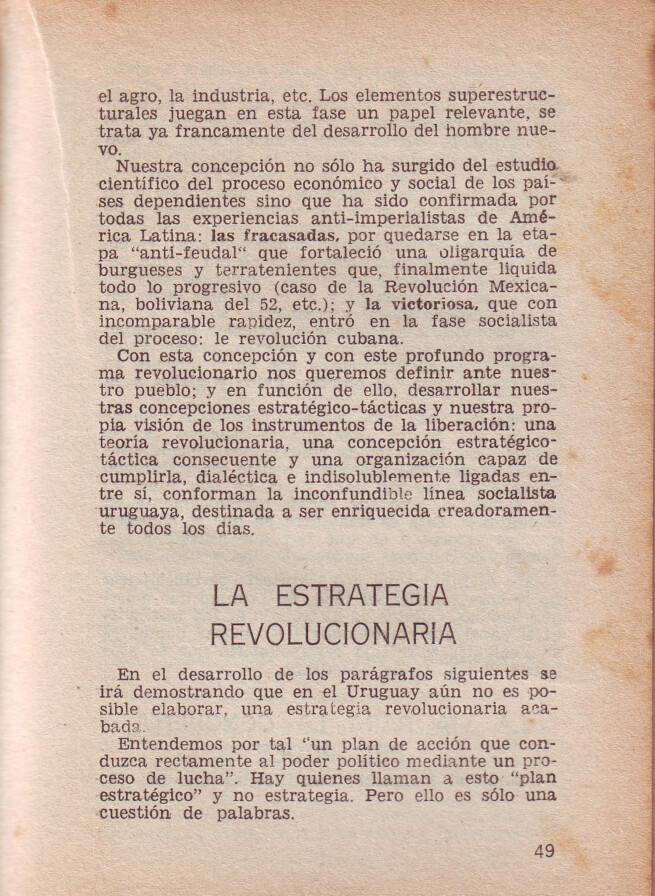 el agro, la industria, etc. Los elementos superestruc-
turales juegan en esta fase un papel relevante, se
trata ya francamente del desarrollo del hombre nue-
vo.
Nuestra concepción no sólo ha surgido del estudio
científico del proceso económico y social de los paí-
ses dependientes sino que ha sido confirmada por
todas las experiencias anti-imperialistas de Amé-
rica Latina: las fracasadas, por quedarse en la eta-
pa “anti-feudal“ que fortaleció una oligarquía de
burgueses y terratenientes que, finalmente liquida
todo lo progresivo (caso de la Revolución Mexica-
na, boliviana del 52, etc.); y la victoriosa, que con
incomparable rapidez, entró en la fase socialista
del proceso: le revolución cubana.
Con esta concepción y con este profundo progra-
ma revolucionario nos queremos definir ante nues-
tro pueblo; y en función de ello, desarrollar nues-
tras concepciones estratégico-tácticas y nuestra pro-
pia visión de los instrumentos de la liberación: una
teoría revolucionaria, una concepción estratégico-
táctica consecuente y una organización capaz de
cumplirla, dialéctica e indisolublemente ligadas en-
tre sí, conforman la inconfundible línea socialista
uruguaya, destinada a ser enriquecida creadoramen-
te todos los días.
LA ESTRATEGIA
REVOLUCIONARIA
En el desarrollo de los parágrafos siguientes se
irá demostrando que en el Uruguay aún no es po-
sible elaborar, una estrategia revolucionaria aca-
bada.
Entendemos por tal “un plan de acción que con-
duzca rectamente al poder político mediante un pro-
ceso de lucha”. Hay quienes llaman a esto “plan
estratégico” y no estrategia. Pero ello es sólo una
cuestión de palabras.
49